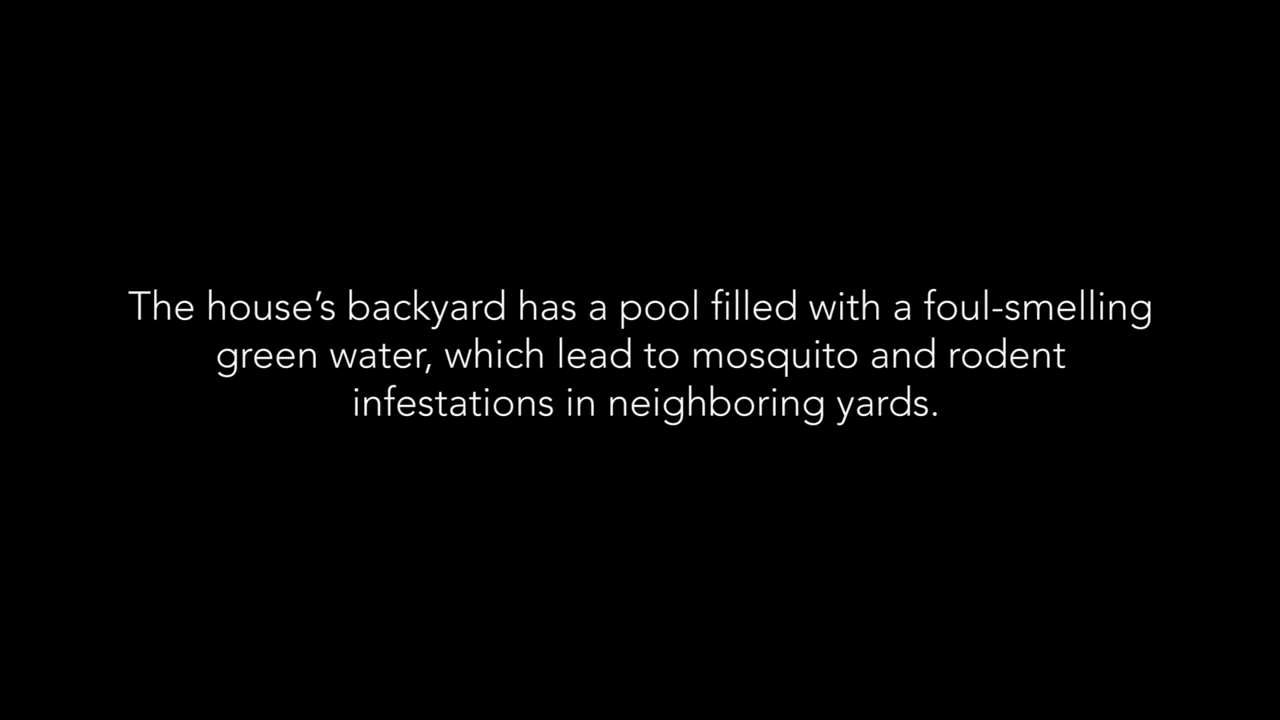 The house’s backyard has a pool filled with a foul-smelling
green water, which lead to mosquito and rodent
infestations in neighboring yards.